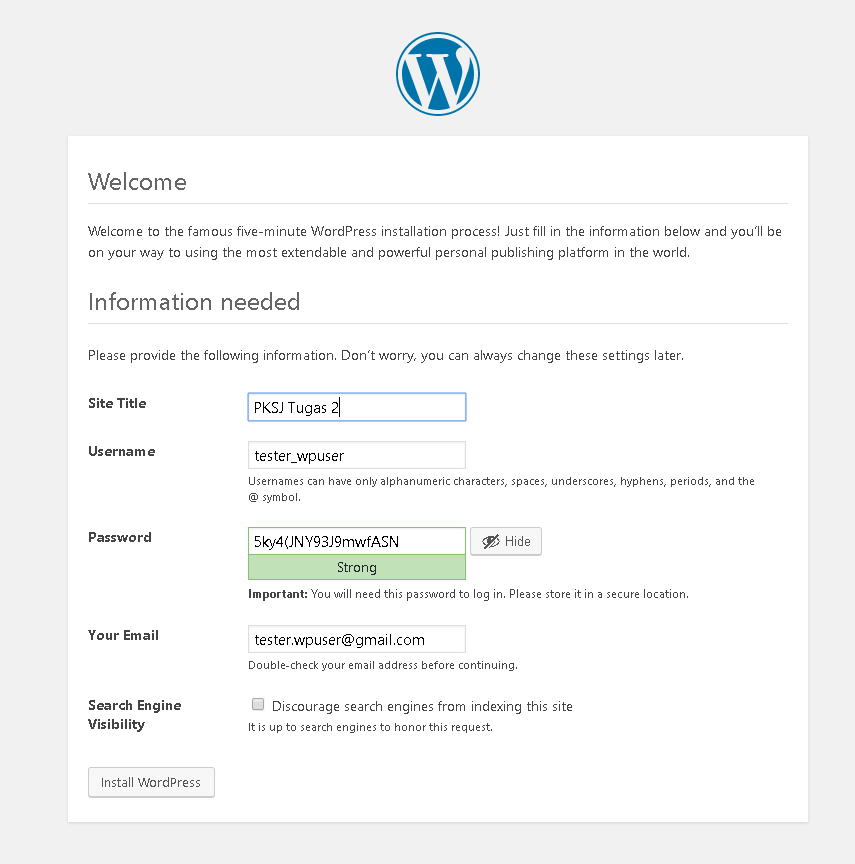 Welcome
Welcome to the famous five-minute WordPress installation process! Just fill in the information below and you'll be
on your way to using the most extendable and powerful personal publishing platform in the world.
Information needed
Please provide the following information. Don't worry, you can always change these settings later.
Site Title
PKSJ Tugas 2
Username
tester_wpuser
Usernames can have only alphanumeric characters, spaces, underscores, hyphens, periods, and the
@ symbol.
Password
5ky4(JNY93J9mwfASN
Hide
Strong
Important: You will need this password to log in. Please store it in a secure location.
Your Email
tester.wpuser@gmail.com
Double-check your email address before continuing.
Search Engine
Visibility
Discourage search engines from indexing this site
It is up to search engines to honor this request.
Install WordPress